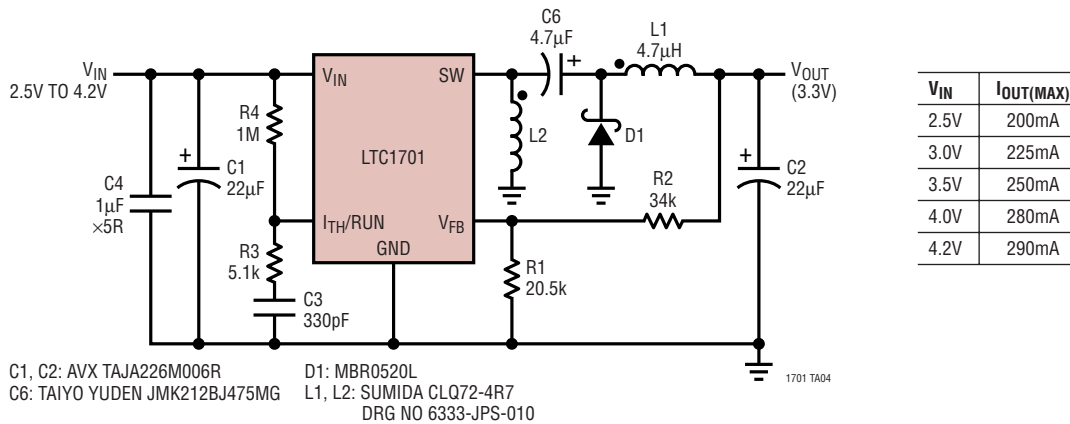 C6
4.7µF
+
L1
4.7µH
VIN
2.5V TO 4.2V
VIN
SW
VOUT
(3.3V)
R4
1M
L2
D1
LTC1701
+
C1
22µF
C4
1µF
×5R
+
C2
22µF
R2
34k
ITH/RUN
VFB
GND
R3
5.1k
R1
20.5k
C3
330pF
VIN IOUT(MAX)
2.5V 200mA
3.0V 225mA
3.5V 250mA
4.0V 280mA
4.2V 290mA
C1, C2: AVX TAJA226M006R
C6: TAIYO YUDEN JMK212BJ475MG
D1: MBR0520L
L1, L2: SUMIDA CLQ72-4R7
DRG NO 6333-JPS-010
1701 TA04